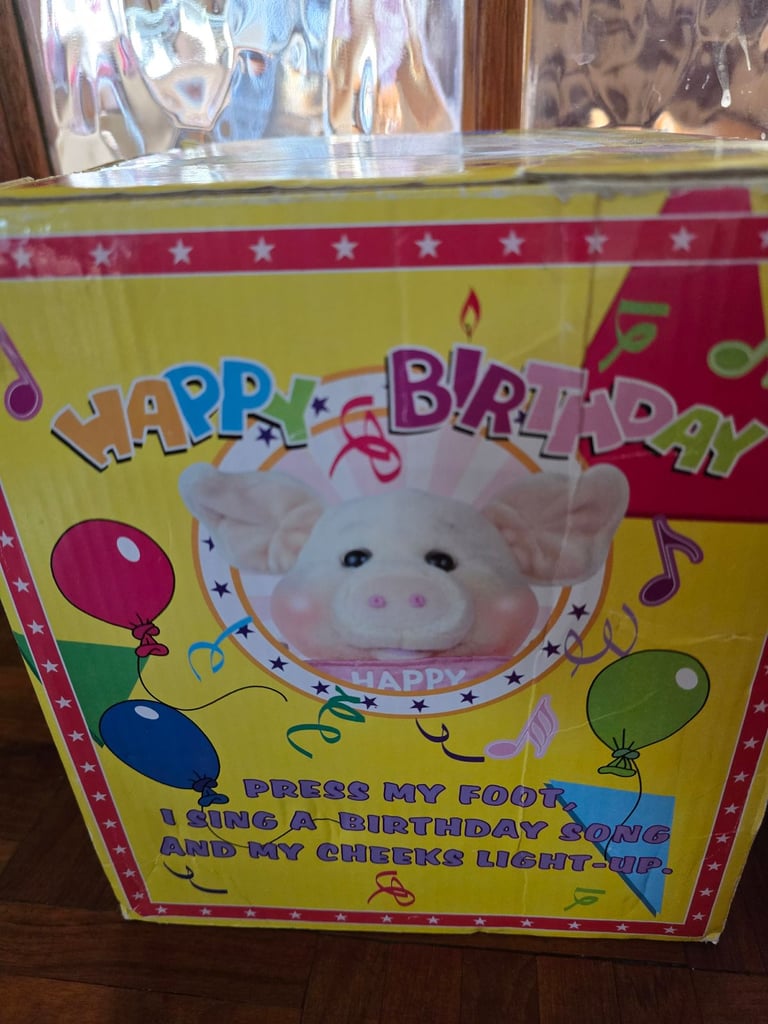 HAPPY BIRTHDAY
HAPPY
PRESS MY FOOT,
I SING A BIRTHDAY SONG
AND MY CHEEKS LIGHT-UP.